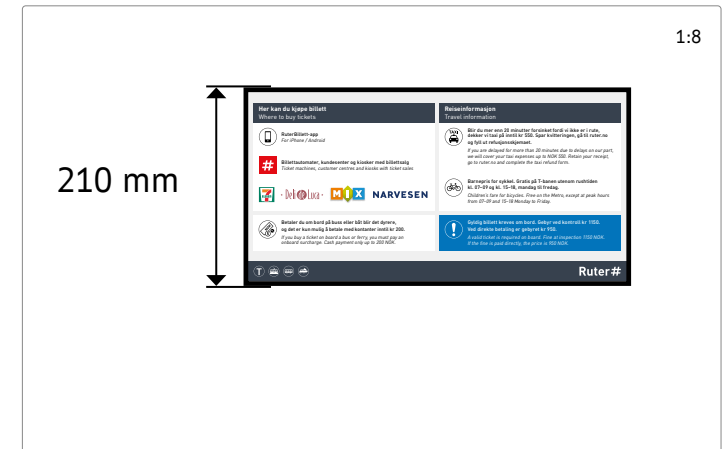 1:8
210 mm
Her kan du kjøpe billett
Where to buy tickets
RuterBillett-app
For iPhone / Android
#
Billettautomater, kundesenter og kiosker med billettsalg
Ticket machines, customer centres and kiosks with ticket sales
7 ELEVEN
· Deli Luca ·
MIX
NARVESEN
Betaler du om bord på buss eller båt blir det dyrere,
og det er kun mulig å betale med kontanter inntil kr 200.
If you buy a ticket on board a bus or ferry, you must pay an
onboard surcharge. Cash payment only up to 200 NOK.
Reiseinformasjon
Travel information
TAXI
Blir du mer enn 20 minutter forsinket fordi vi ikke er i rute,
dekker vi taxi på inntil kr 550. Spar kvitteringen, gå til ruter.no
og fyll ut refusjonsskjemaet.
If you are delayed for more than 20 minutes due to delays on our part,
we will cover your taxi expenses up to NOK 550. Retain your receipt,
go to ruter.no and complete the taxi refund form.
Barnepris for sykkel. Gratis på T-banen utenom rushtiden:
kl. 07–09 og kl. 15–18, mandag til fredag.
Children's fare for bicycles. Free on the Metro, except at peak hours
from 07–09 and 15–18 Monday to Friday.
!
Gyldig billett kreves om bord. Gebyr ved kontroll kr 1150.
Ved direkte betaling er gebyret kr 950.
A valid ticket is required on board. Fine at inspection 1150 NOK.
If the fine is paid directly, the price is 950 NOK.
T
Ruter#